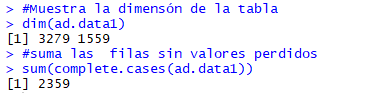 > #Muestra la dimensón de la tabla
> dim(ad.data1)
[1] 3279 1559
> #suma las  filas sin valores perdidos
> sum(complete.cases(ad.data1))
[1] 2359